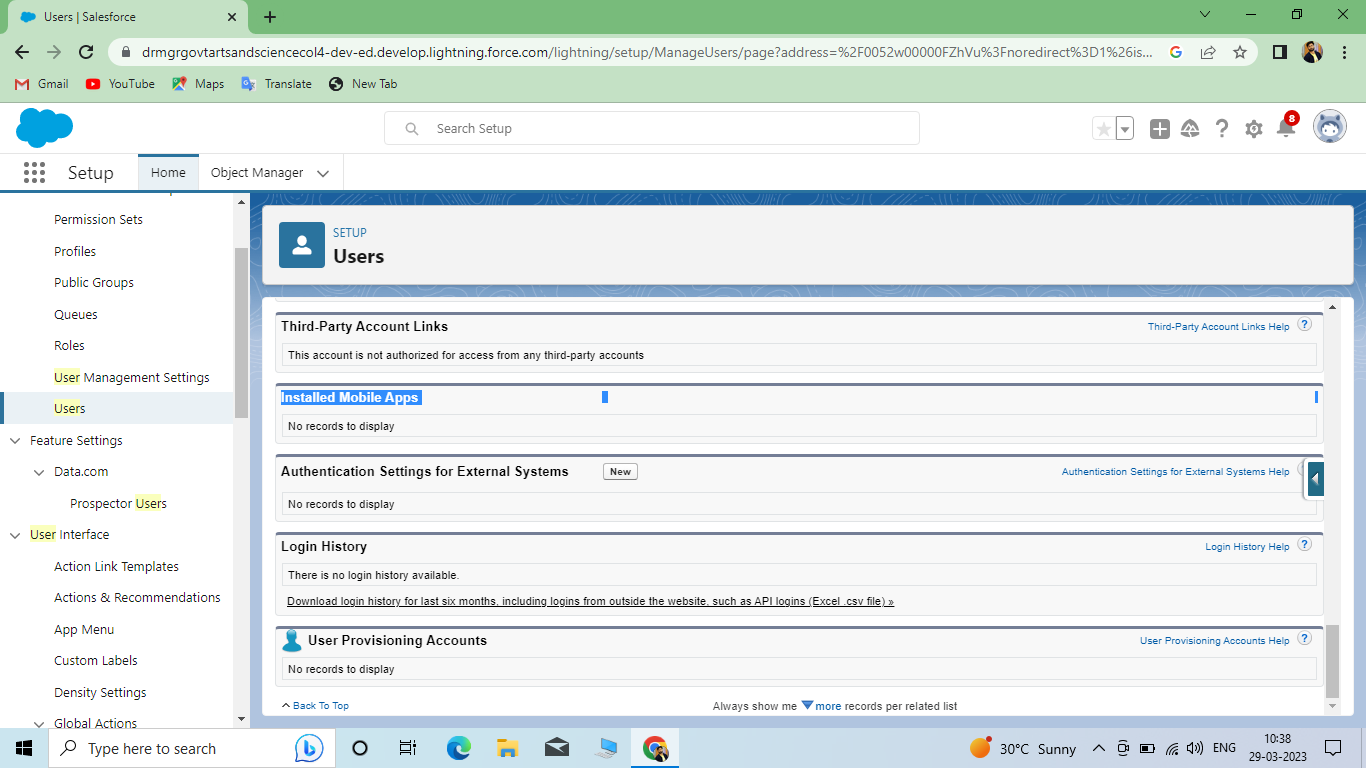 Users | Salesforce
drmgrgovtartsandsciencecol4-dev-ed.develop.lightning.force.com/lightning/setup/ManageUsers/page?address=%2F0052w00000FZhVu%3Fnoredirect%3D1%26is...
Gmail YouTube Maps Translate New Tab
Search Setup
8
Setup Home Object Manager
Permission Sets
Profiles
Public Groups
Queues
Roles
User Management Settings
Users
Feature Settings
Data.com
Prospector Users
User Interface
Action Link Templates
Actions & Recommendations
App Menu
Custom Labels
Density Settings
Global Actions
SETUP
Users
Third-Party Account Links Third-Party Account Links Help ?
This account is not authorized for access from any third-party accounts
Installed Mobile Apps
No records to display
Authentication Settings for External Systems New Authentication Settings for External Systems Help
No records to display
Login History Login History Help ?
There is no login history available.
Download login history for last six months, including logins from outside the website, such as API logins (Excel .csv file) »
User Provisioning Accounts User Provisioning Accounts Help ?
No records to display
Back To Top Always show me more records per related list
Type here to search
30°C Sunny
ENG
10:38
29-03-2023